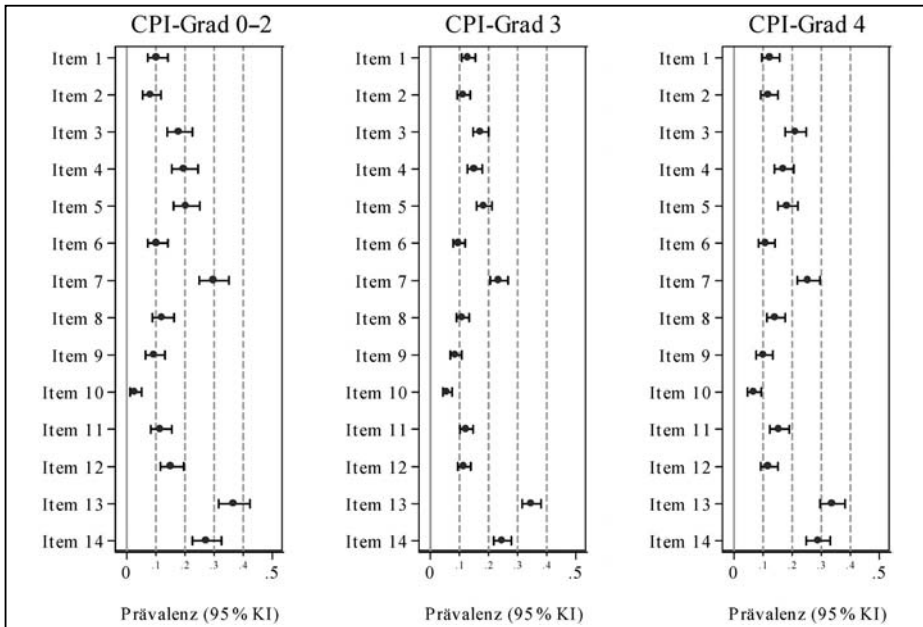 CPI-Grad 0–2
Item 1
Item 2
Item 3
Item 4
Item 5
Item 6
Item 7
Item 8
Item 9
Item 10
Item 11
Item 12
Item 13
Item 14
0 .1 .2 .3 .4 .5
Prävalenz (95 % KI)
CPI-Grad 3
Item 1
Item 2
Item 3
Item 4
Item 5
Item 6
Item 7
Item 8
Item 9
Item 10
Item 11
Item 12
Item 13
Item 14
0 .1 .2 .3 .4 .5
Prävalenz (95 % KI)
CPI-Grad 4
Item 1
Item 2
Item 3
Item 4
Item 5
Item 6
Item 7
Item 8
Item 9
Item 10
Item 11
Item 12
Item 13
Item 14
0 .1 .2 .3 .4 .5
Prävalenz (95 % KI)